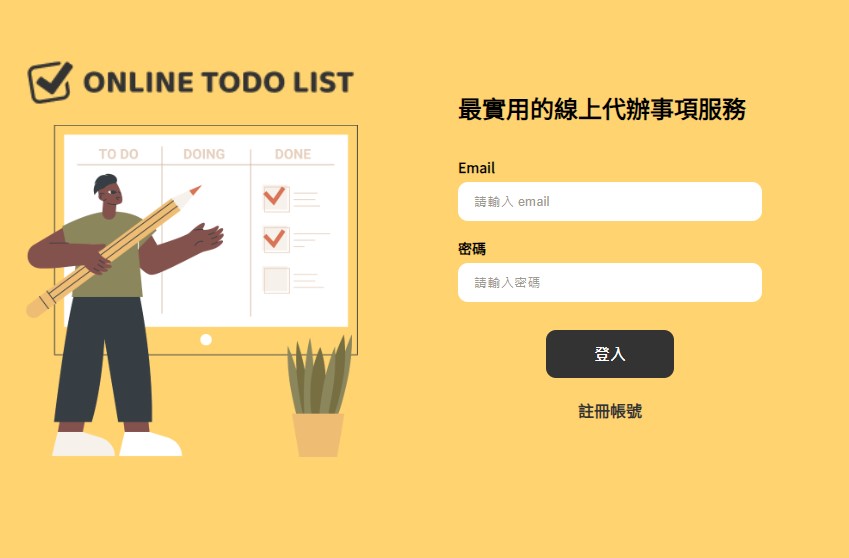 ONLINE TODO LIST
TO DO
DOING
DONE
最實用的線上代辦事項服務
Email
請輸入 email
密碼
請輸入密碼
登入
註冊帳號